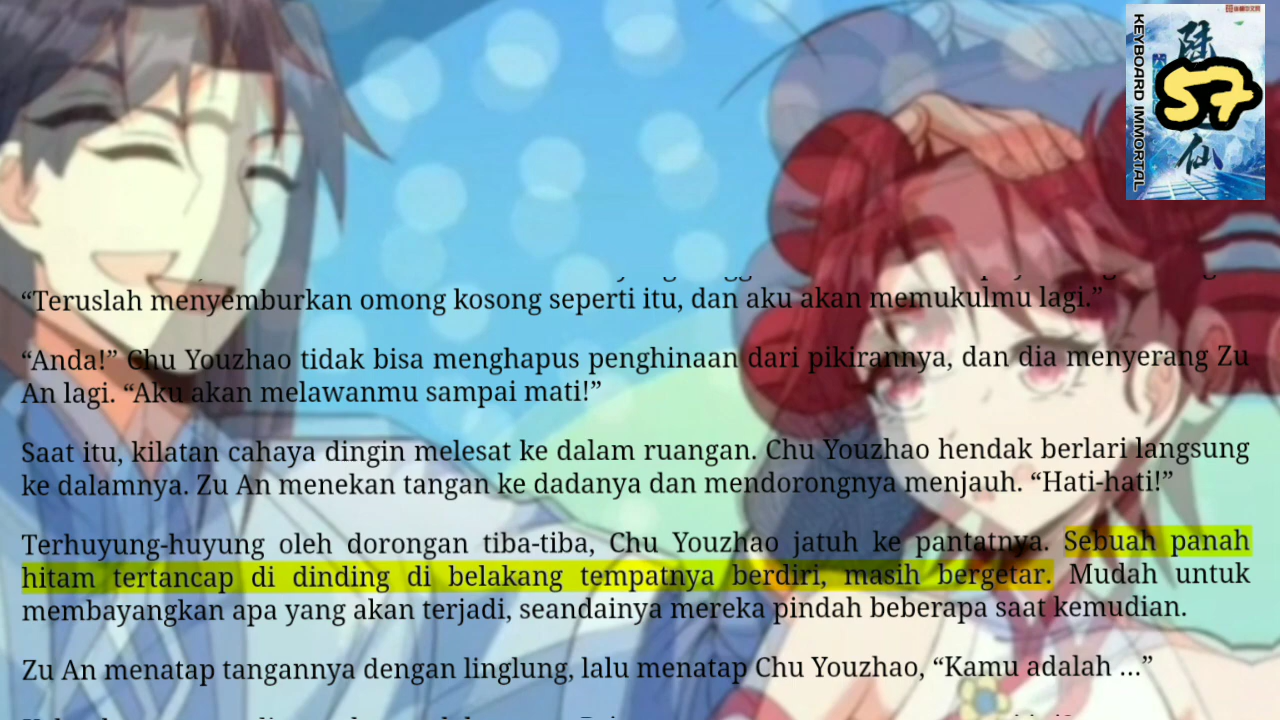 KEYBOARD IMMORTAL
陆
仙
57
“Teruslah menyemburkan omong kosong seperti itu, dan aku akan memukulmu lagi.”
“Anda!” Chu Youzhao tidak bisa menghapus penghinaan dari pikirannya, dan dia menyerang Zu
An lagi. “Aku akan melawanmu sampai mati!”
Saat itu, kilatan cahaya dingin melesat ke dalam ruangan. Chu Youzhao hendak berlari langsung
ke dalamnya. Zu An menekan tangan ke dadanya dan mendorongnya menjauh. “Hati-hati!”
Terhuyung-huyung oleh dorongan tiba-tiba, Chu Youzhao jatuh ke pantatnya. Sebuah panah
hitam tertancap di dinding di belakang tempatnya berdiri, masih bergetar. Mudah untuk
membayangkan apa yang akan terjadi, seandainya mereka pindah beberapa saat kemudian.
Zu An menatap tangannya dengan linglung, lalu menatap Chu Youzhao, “Kamu adalah ...”